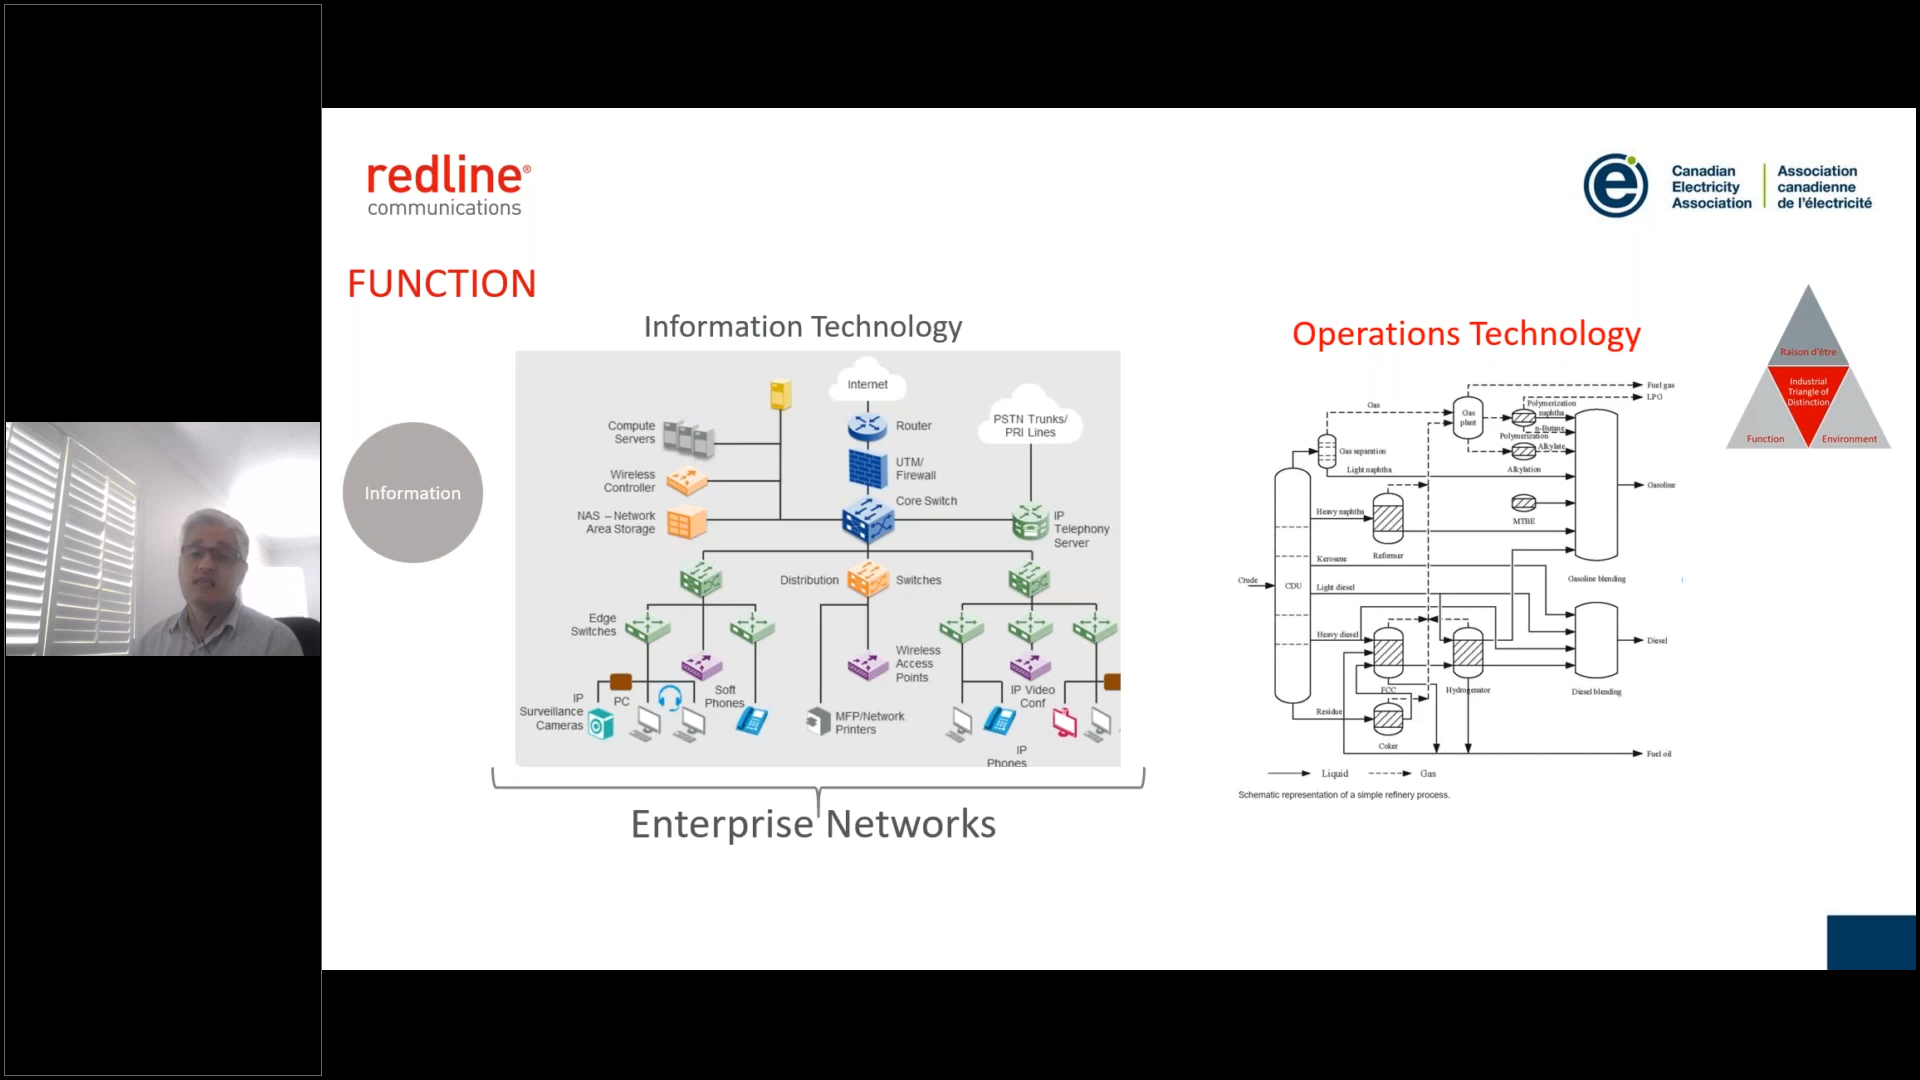 redline®
communications
Canadian
Electricity
Association
Association
canadienne
de l'électricité
FUNCTION
Information Technology
Operations Technology
Raison d'être
Industrial
Triangle of
Distinction
Function
Environment
Information
Internet
PSTN Trunks/
PRI Lines
Compute
Servers
Router
Wireless
Controller
UTM/
Firewall
Core Switch
NAS – Network
Area Storage
IP
Telephony
Server
Distribution
Switches
Edge
Switches
Wireless
Access
Points
IP
Surveillance
Cameras
PC
Soft
Phones
MFP/Network
Printers
IP Video
Conf
IP
Phones
Enterprise Networks
Fuel gas
LPG
Gas
Gas
plant
Polymerization
naphtha
n-Butane
Polymerization
Alkylate
Gas separation
Light naphtha
Alkylation
Gasoline
Heavy naphtha
MTBE
Reformer
Kerosene
Gasoline blending
Crude
CDU
Light diesel
Heavy diesel
Diesel
FCC
Hydrogenator
Diesel blending
Residue
Coker
Fuel oil
Liquid
Gas
Schematic representation of a simple refinery process.